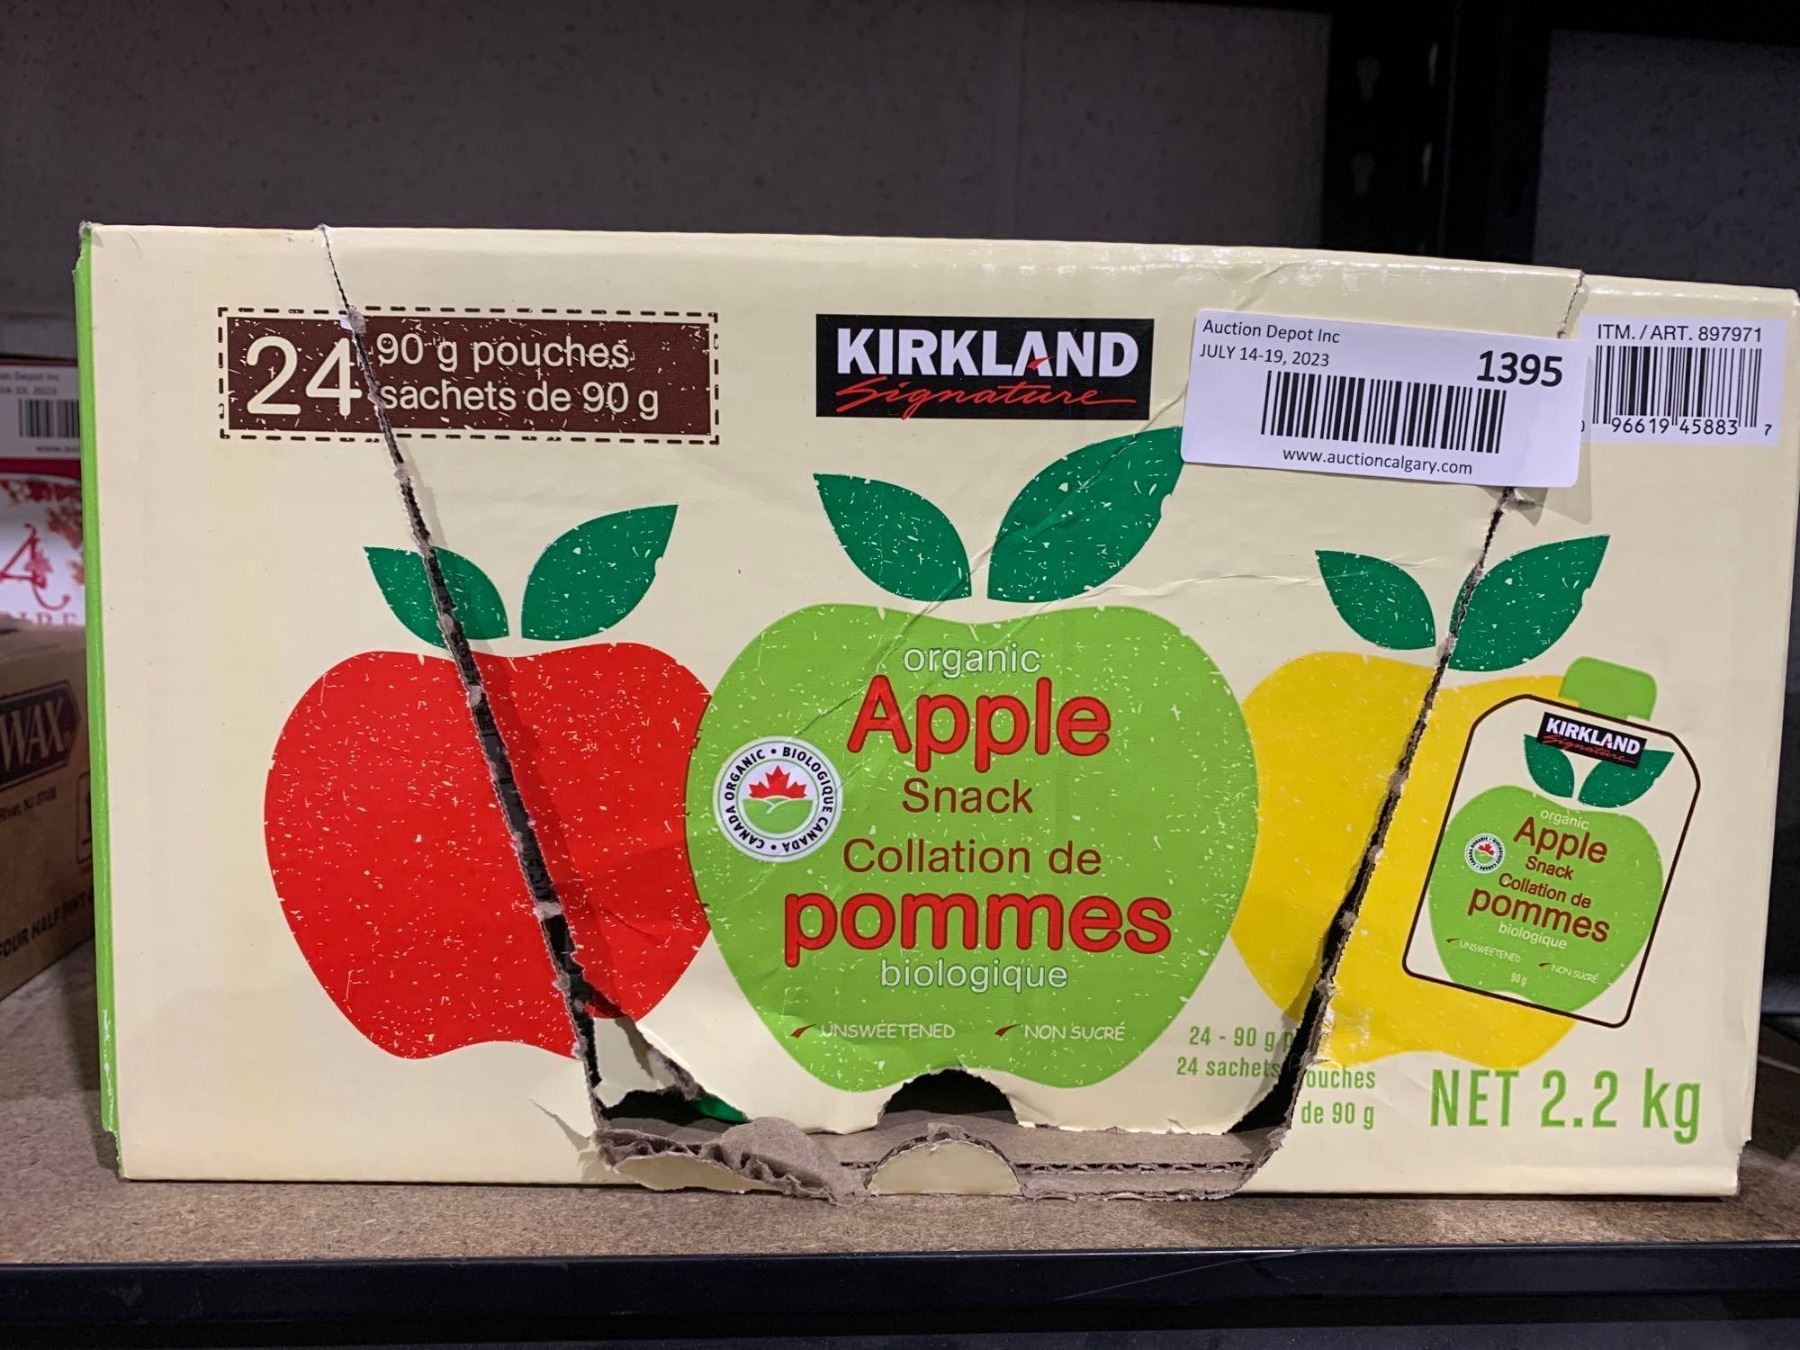 24
90 g pouches
sachets de 90 g
KIRKLAND
Signature
Auction Depot Inc
JULY 14-19, 2023
1395
www.auctioncalgary.com
ITM. / ART. 897971
0 96619 45883 7
organic
Apple
Snack
Collation de
pommes
biologique
UNSWEETENED
NON SUCRÉ
CANADA ORGANIC • BIOLOGIQUE CANADA •
24 - 90 g p
ouches
24 sachets
de 90 g
NET 2.2 kg
KIRKLAND
Signature
organic
Apple
Snack
Collation de
pommes
biologique
UNSWEETENED
NON SUCRÉ
90 g
WAX